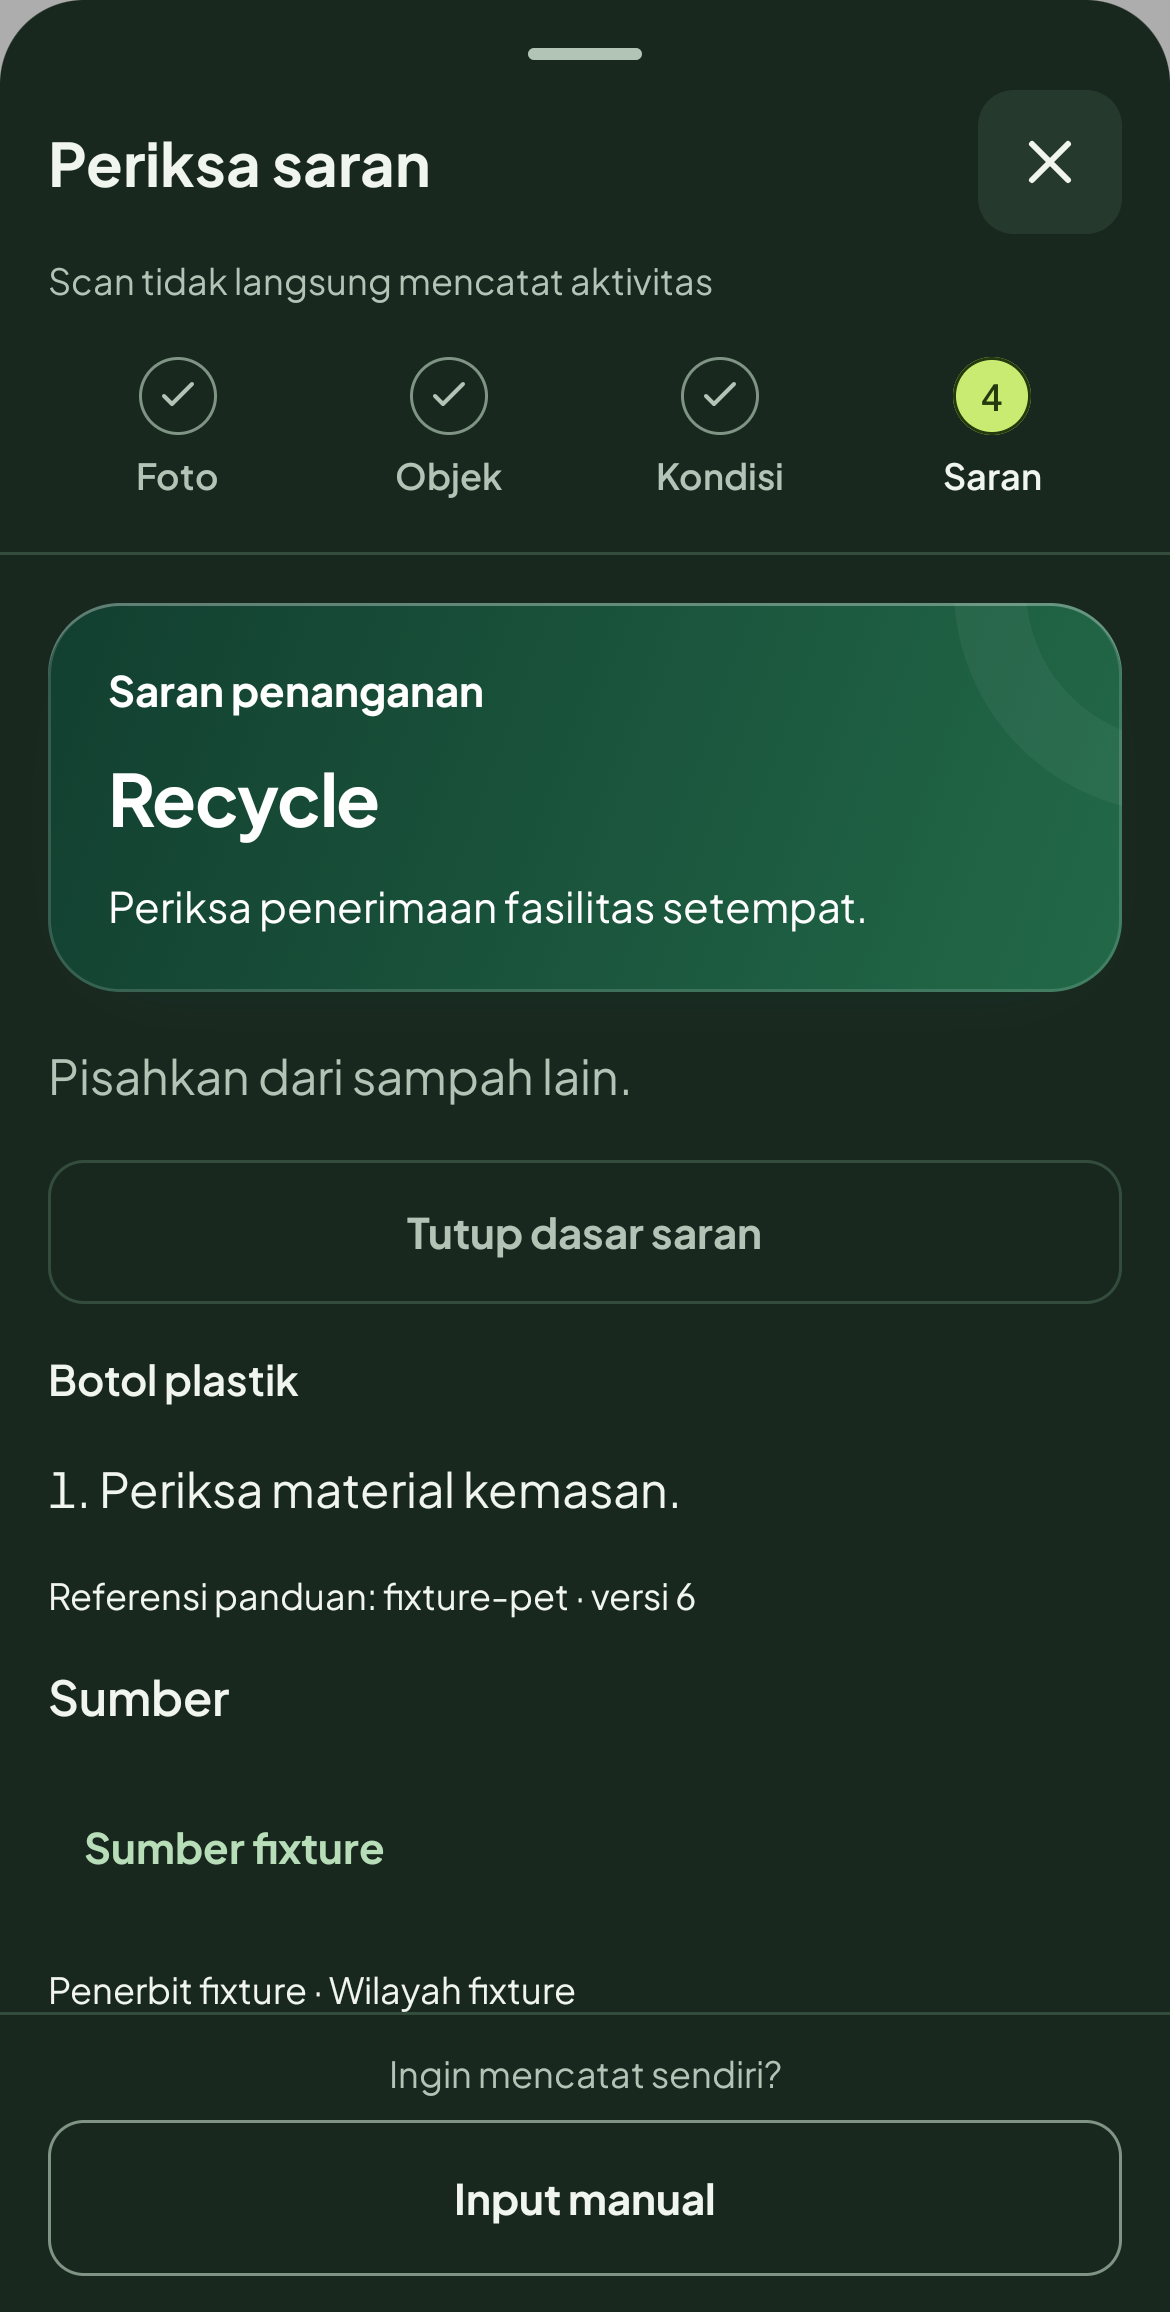 Periksa saran
Scan tidak langsung mencatat aktivitas
Foto
Objek
Kondisi
4
Saran
Saran penanganan
Recycle
Periksa penerimaan fasilitas setempat.
Pisahkan dari sampah lain.
Tutup dasar saran
Botol plastik
1. Periksa material kemasan.
Referensi panduan: fixture-pet · versi 6
Sumber
Sumber fixture
Penerbit fixture · Wilayah fixture
Ingin mencatat sendiri?
Input manual